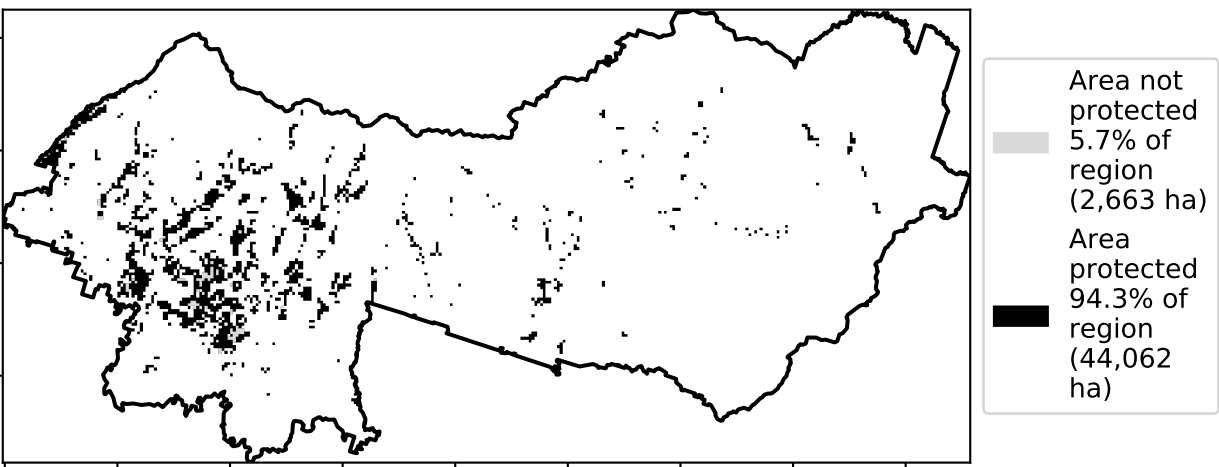 Area not
protected
5.7% of
region
(2,663 ha)
Area
protected
94.3% of
region
(44,062
ha)